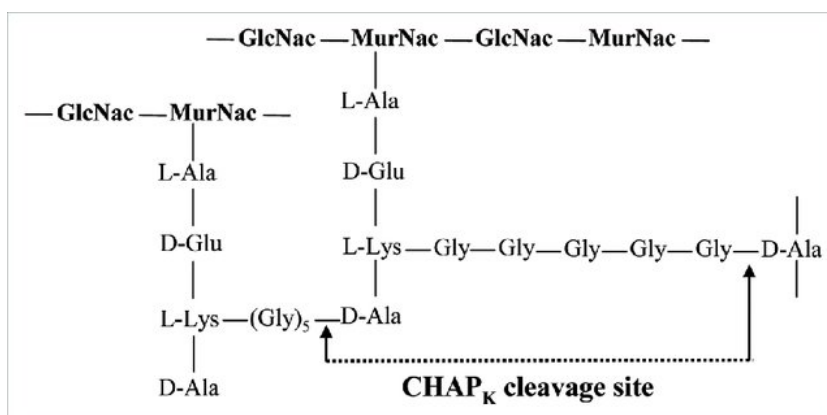 — GlcNac — MurNac — GlcNac — MurNac —
L-Ala
— GlcNac — MurNac —
L-Ala
D-Glu
D-Glu
L-Lys — Gly — Gly — Gly — Gly — Gly — D-Ala
L-Lys — (Gly)₅ — D-Ala
D-Ala
CHAP_K cleavage site